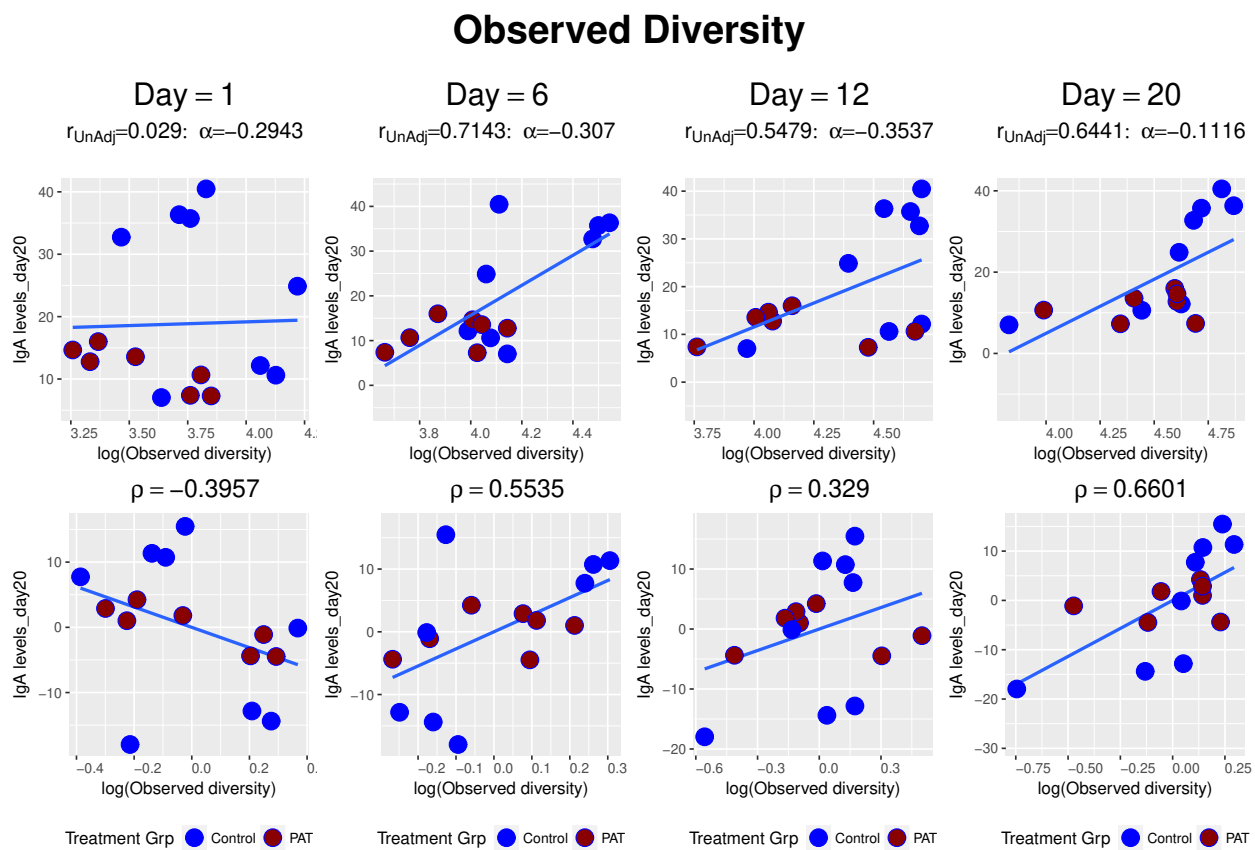 Observed Diversity
Day = 1 Day = 6 Day = 12 Day = 20
rUnAdj=0.029: α=−0.2943 rUnAdj=0.7143: α=−0.307 rUnAdj=0.5479: α=−0.3537 rUnAdj=0.6441: α=−0.1116
IgA levels_day20
40
30
20
10
3.25 3.50 3.75 4.00 4.
log(Observed diversity)
IgA levels_day20
40
30
20
10
0
3.8 4.0 4.2 4.4
log(Observed diversity)
IgA levels_day20
40
30
20
10
0
3.75 4.00 4.25 4.50
log(Observed diversity)
IgA levels_day20
40
20
0
4.00 4.25 4.50 4.75
log(Observed diversity)
ρ = −0.3957 ρ = 0.5535 ρ = 0.329 ρ = 0.6601
IgA levels_day20
10
0
−10
−0.4 −0.2 0.0 0.2 0.
log(Observed diversity)
IgA levels_day20
10
0
−10
−0.2 −0.1 0.0 0.1 0.2 0.3
log(Observed diversity)
IgA levels_day20
10
0
−10
−20
−0.6 −0.3 0.0 0.3
log(Observed diversity)
IgA levels_day20
10
0
−10
−20
−30
−0.75 −0.50 −0.25 0.00 0.25
log(Observed diversity)
Treatment Grp Control PAT Treatment Grp Control PAT Treatment Grp Control PAT Treatment Grp Control PAT